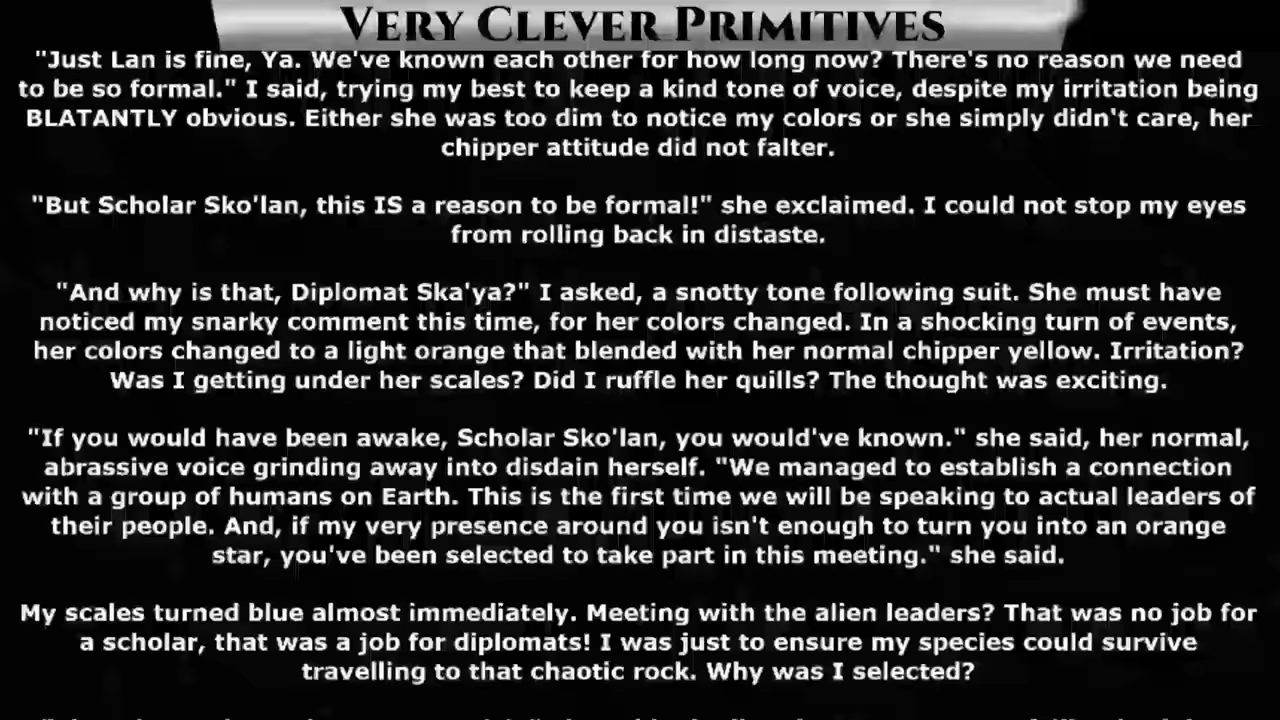 VERY CLEVER PRIMITIVES
"Just Lan is fine, Ya. We've known each other for how long now? There's no reason we need
to be so formal." I said, trying my best to keep a kind tone of voice, despite my irritation being
BLATANTLY obvious. Either she was too dim to notice my colors or she simply didn't care, her
chipper attitude did not falter.
"But Scholar Sko'lan, this IS a reason to be formal!" she exclaimed. I could not stop my eyes
from rolling back in distaste.
"And why is that, Diplomat Ska'ya?" I asked, a snotty tone following suit. She must have
noticed my snarky comment this time, for her colors changed. In a shocking turn of events,
her colors changed to a light orange that blended with her normal chipper yellow. Irritation?
Was I getting under her scales? Did I ruffle her quills? The thought was exciting.
"If you would have been awake, Scholar Sko'lan, you would've known." she said, her normal,
abrassive voice grinding away into disdain herself. "We managed to establish a connection
with a group of humans on Earth. This is the first time we will be speaking to actual leaders of
their people. And, if my very presence around you isn't enough to turn you into an orange
star, you've been selected to take part in this meeting." she said.
My scales turned blue almost immediately. Meeting with the alien leaders? That was no job for
a scholar, that was a job for diplomats! I was just to ensure my species could survive
travelling to that chaotic rock. Why was I selected?